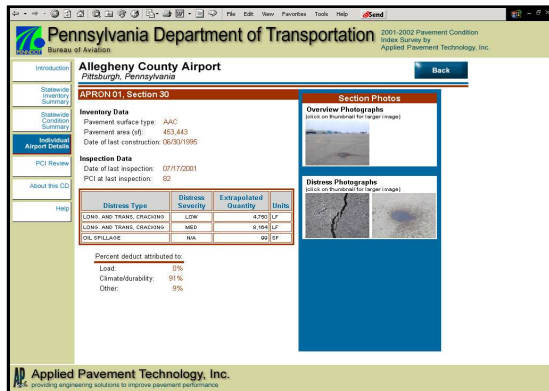 File Edit View Favorites Tools Help Send
Pennsylvania Department of Transportation
Bureau of Aviation
2001-2002 Pavement Condition
Index Survey by
Applied Pavement Technology, Inc.
Introduction
Statewide
Inventory
Summary
Statewide
Condition
Summary
Individual
Airport Details
PCI Review
About this CD
Help
Allegheny County Airport
Pittsburgh, Pennsylvania
Back
APRON 01, Section 30
Inventory Data
Pavement surface type: AAC
Pavement area (sf): 453,443
Date of last construction: 06/30/1995
Inspection Data
Date of last inspection: 07/17/2001
PCI at last inspection: 82
Distress Type Distress Severity Extrapolated Quantity Units
LONG. AND TRANS. CRACKING LOW 4,760 LF
LONG. AND TRANS. CRACKING MED 8,164 LF
OIL SPILLAGE N/A 99 SF
Percent deduct attributed to:
Load: 0%
Climate/durability: 91%
Other: 9%
Section Photos
Overview Photographs
(click on thumbnail for larger image)
Distress Photographs
(click on thumbnail for larger image)
Applied Pavement Technology, Inc.
providing engineering solutions to improve pavement performance